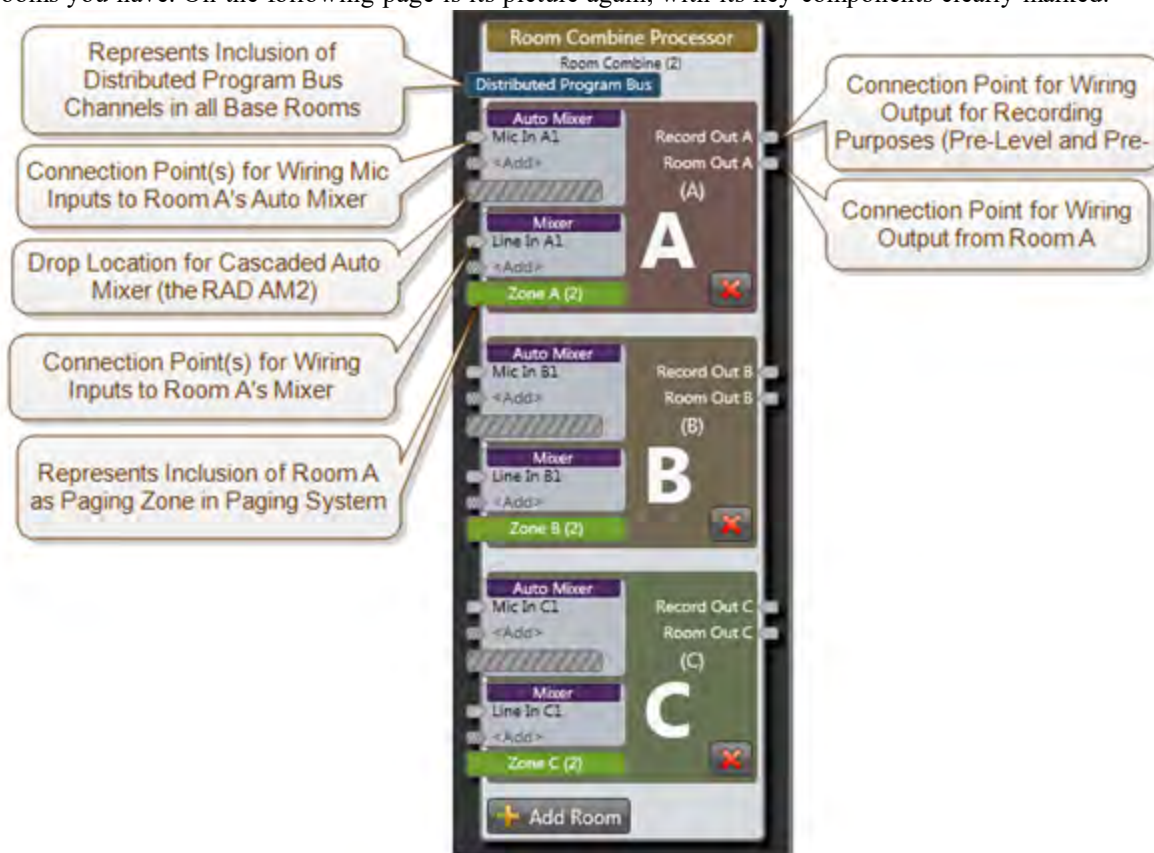 rooms you have. On the following page is its picture again, with its key components clearly marked.
Represents Inclusion of
Distributed Program Bus
Channels in all Base Rooms
Connection Point(s) for Wiring Mic
Inputs to Room A's Auto Mixer
Drop Location for Cascaded Auto
Mixer (the RAD AM2)
Connection Point(s) for Wiring
Inputs to Room A's Mixer
Represents Inclusion of Room A
as Paging Zone in Paging System
Room Combine Processor
Room Combine (2)
Distributed Program Bus
Auto Mixer
Mic In A1
<Add>
Mixer
Line In A1
<Add>
Zone A (2)
Record Out A
Room Out A
(A)
A
Auto Mixer
Mic In B1
<Add>
Mixer
Line In B1
<Add>
Zone B (2)
Record Out B
Room Out B
(B)
B
Auto Mixer
Mic In C1
<Add>
Mixer
Line In C1
<Add>
Zone C (2)
Record Out C
Room Out C
(C)
C
Add Room
Connection Point for Wiring
Output for Recording
Purposes (Pre-Level and Pre-
Connection Point for Wiring
Output from Room A